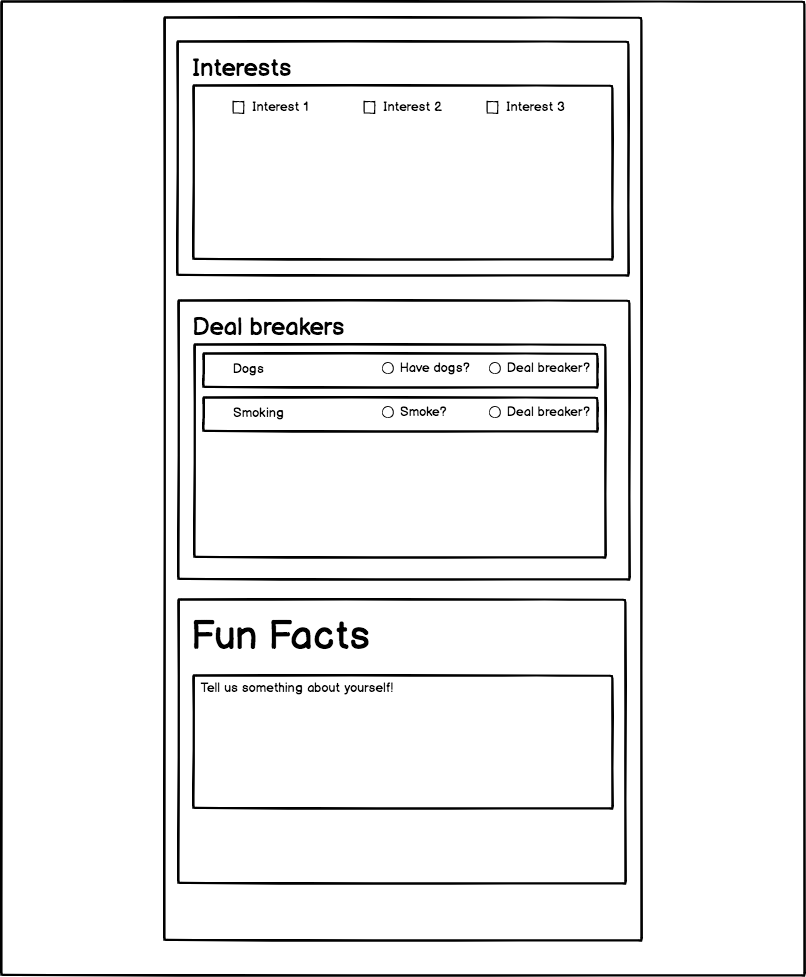 Interests
Interest 1 Interest 2 Interest 3
Deal breakers
Dogs Have dogs? Deal breaker?
Smoking Smoke? Deal breaker?
Fun Facts
Tell us something about yourself!